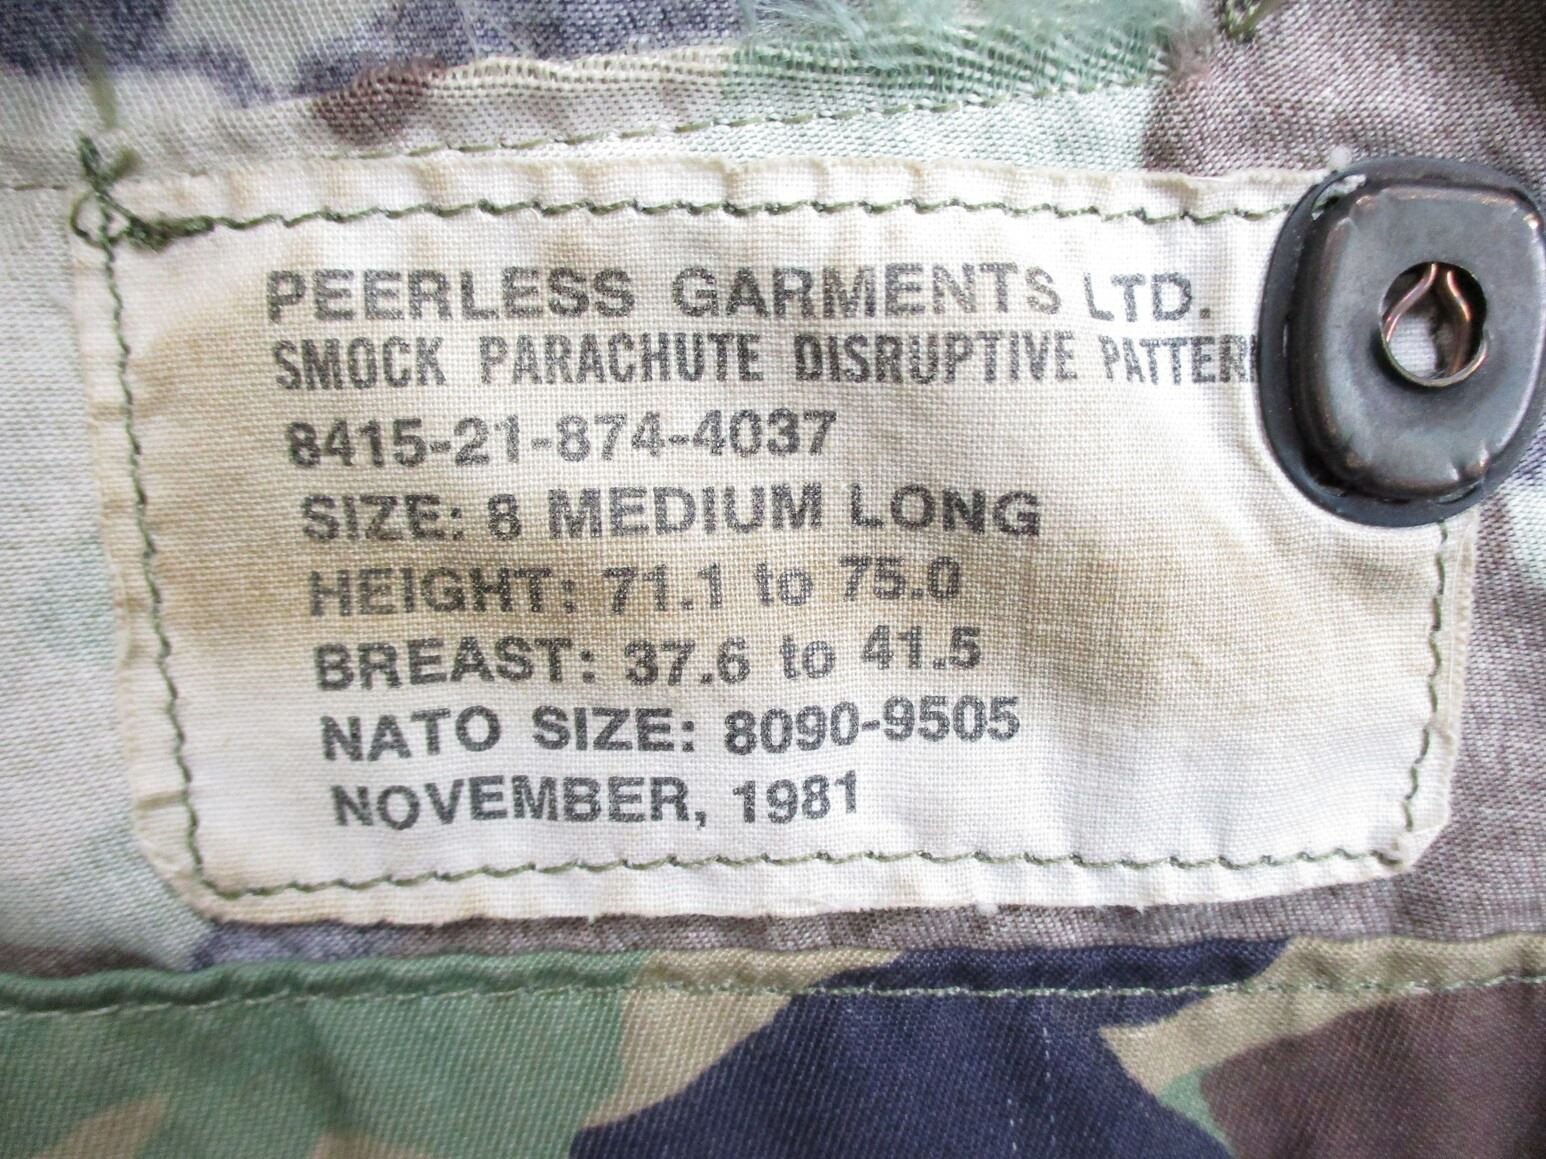 PEERLESS GARMENTS LTD.
SMOCK PARACHUTE DISRUPTIVE PATTERN
8415-21-874-4037
SIZE: 8 MEDIUM LONG
HEIGHT: 71.1 to 75.0
BREAST: 37.6 to 41.5
NATO SIZE: 8090-9505
NOVEMBER, 1981